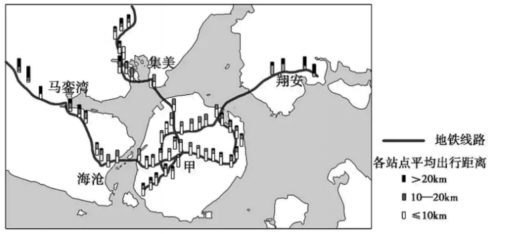 集美
马銮湾
翔安
海沧
甲
地铁线路
各站点平均出行距离
>20km
10—20km
≤10km